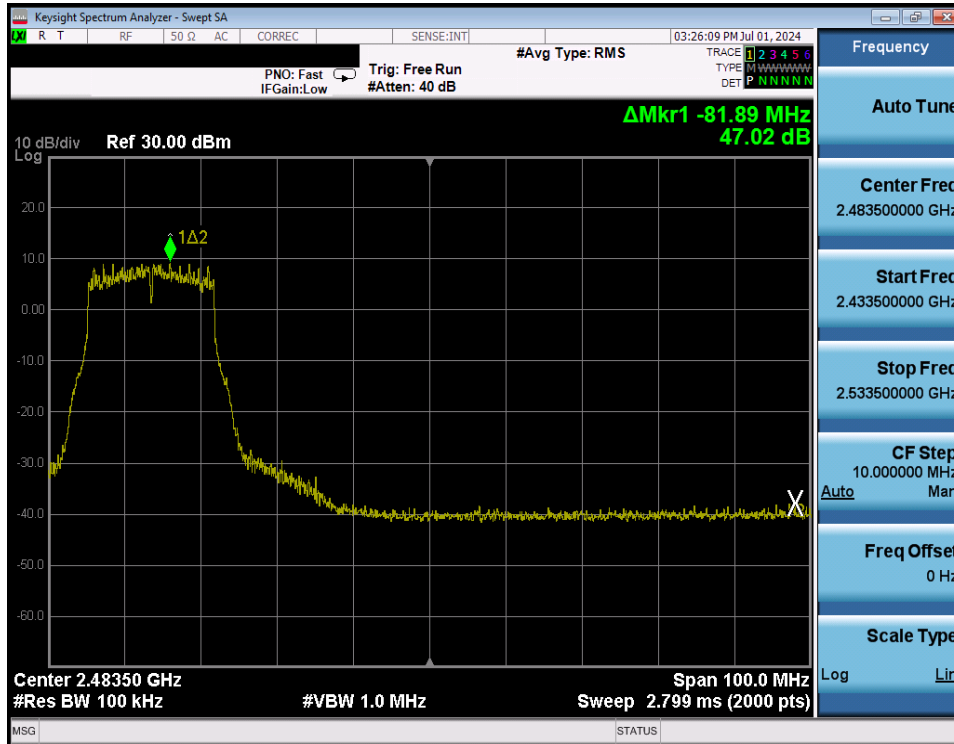 Keysight Spectrum Analyzer - Swept SA
LXI R T RF 50 Ω AC CORREC SENSE:INT 03:26:09 PM Jul 01, 2024
#Avg Type: RMS
TRACE 1 2 3 4 5 6
PNO: Fast Trig: Free Run
TYPE M W W W W W
IFGain:Low #Atten: 40 dB
DET P N N N N N
ΔMkr1 -81.89 MHz
47.02 dB
10 dB/div Ref 30.00 dBm
Log
20.0
1Δ2
10.0
0.00
-10.0
-20.0
-30.0
-40.0
-50.0
-60.0
Center 2.48350 GHz Span 100.0 MHz
#Res BW 100 kHz #VBW 1.0 MHz Sweep 2.799 ms (2000 pts)
MSG STATUS
Frequency
Auto Tune
Center Freq
2.483500000 GHz
Start Freq
2.433500000 GHz
Stop Freq
2.533500000 GHz
CF Step
10.000000 MHz
Auto Man
Freq Offset
0 Hz
Scale Type
Log Lin